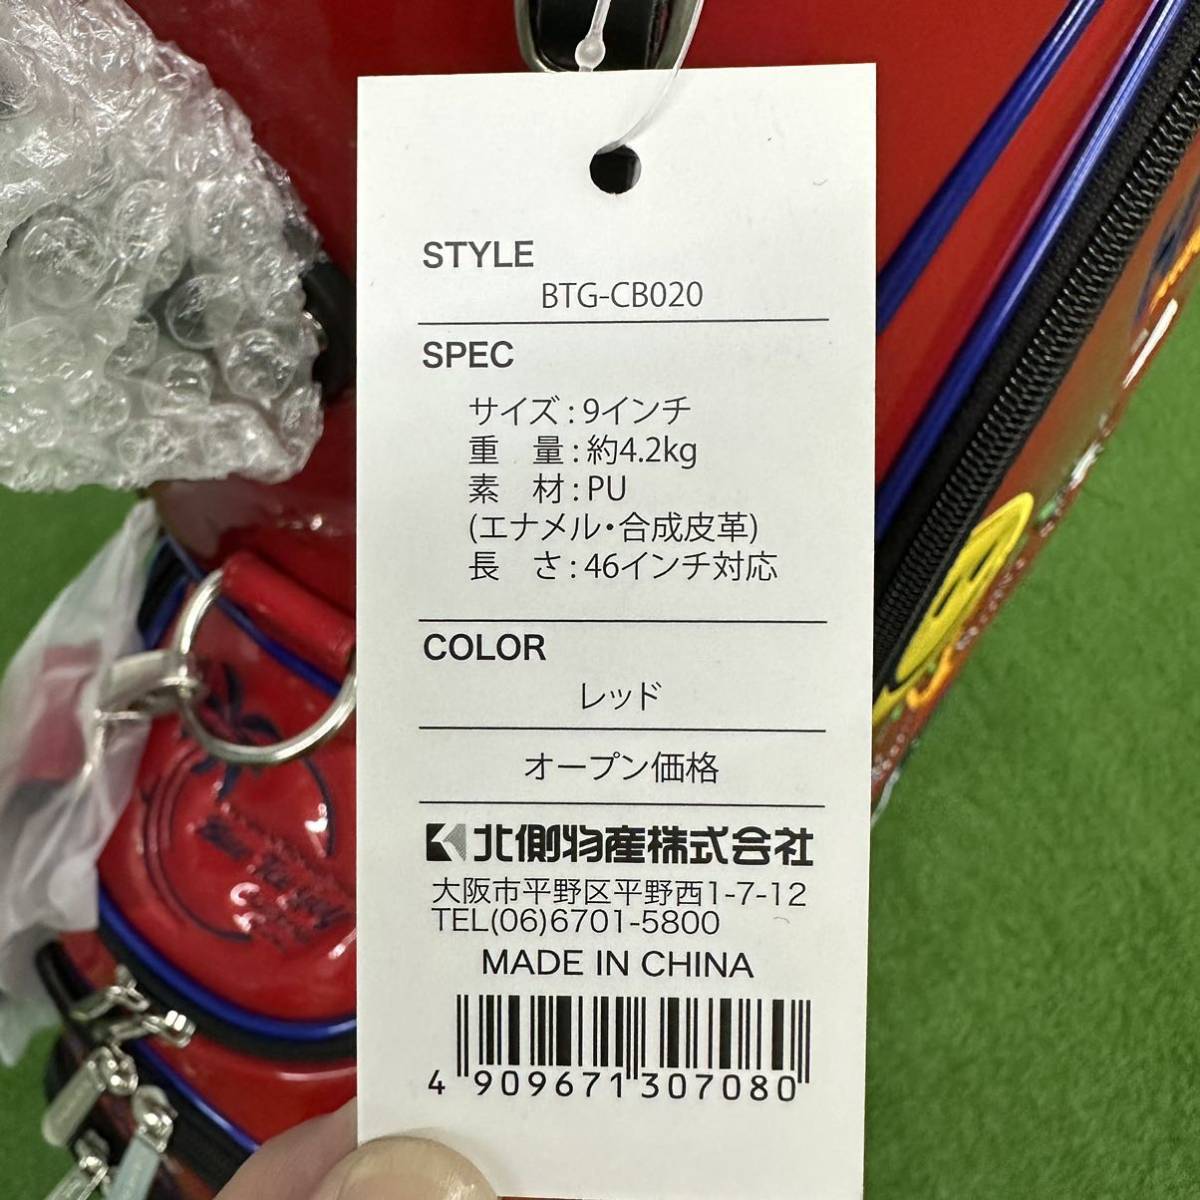 STYLE
BTG-CB020
SPEC
サイズ : 9インチ
重　量 : 約4.2kg
素　材 : PU
(エナメル・合成皮革)
長　さ : 46インチ対応
COLOR
レッド
オープン価格
北側物産株式会社
大阪市平野区平野西1-7-12
TEL(06)6701-5800
MADE IN CHINA
4 909671 307080